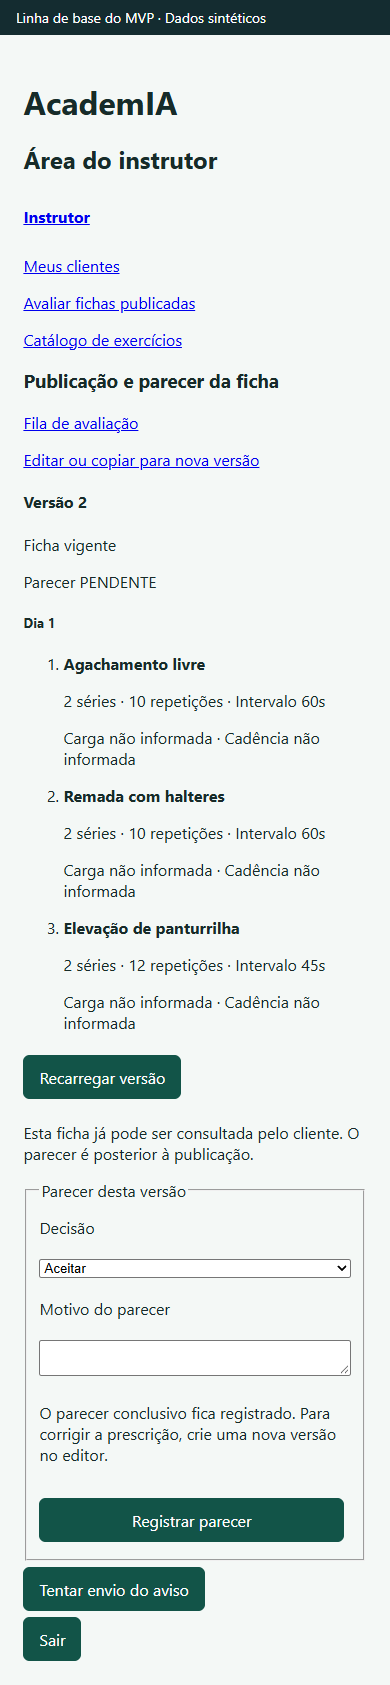 Linha de base do MVP · Dados sintéticos
AcademIA
Área do instrutor
Instrutor
Meus clientes
Avaliar fichas publicadas
Catálogo de exercícios
Publicação e parecer da ficha
Fila de avaliação
Editar ou copiar para nova versão
Versão 2
Ficha vigente
Parecer PENDENTE
Dia 1
1. Agachamento livre
2 séries · 10 repetições · Intervalo 60s
Carga não informada · Cadência não
informada
2. Remada com halteres
2 séries · 10 repetições · Intervalo 60s
Carga não informada · Cadência não
informada
3. Elevação de panturrilha
2 séries · 12 repetições · Intervalo 45s
Carga não informada · Cadência não
informada
Recarregar versão
Esta ficha já pode ser consultada pelo cliente. O
parecer é posterior à publicação.
Parecer desta versão
Decisão
Aceitar
Motivo do parecer
O parecer conclusivo fica registrado. Para
corrigir a prescrição, crie uma nova versão
no editor.
Registrar parecer
Tentar envio do aviso
Sair